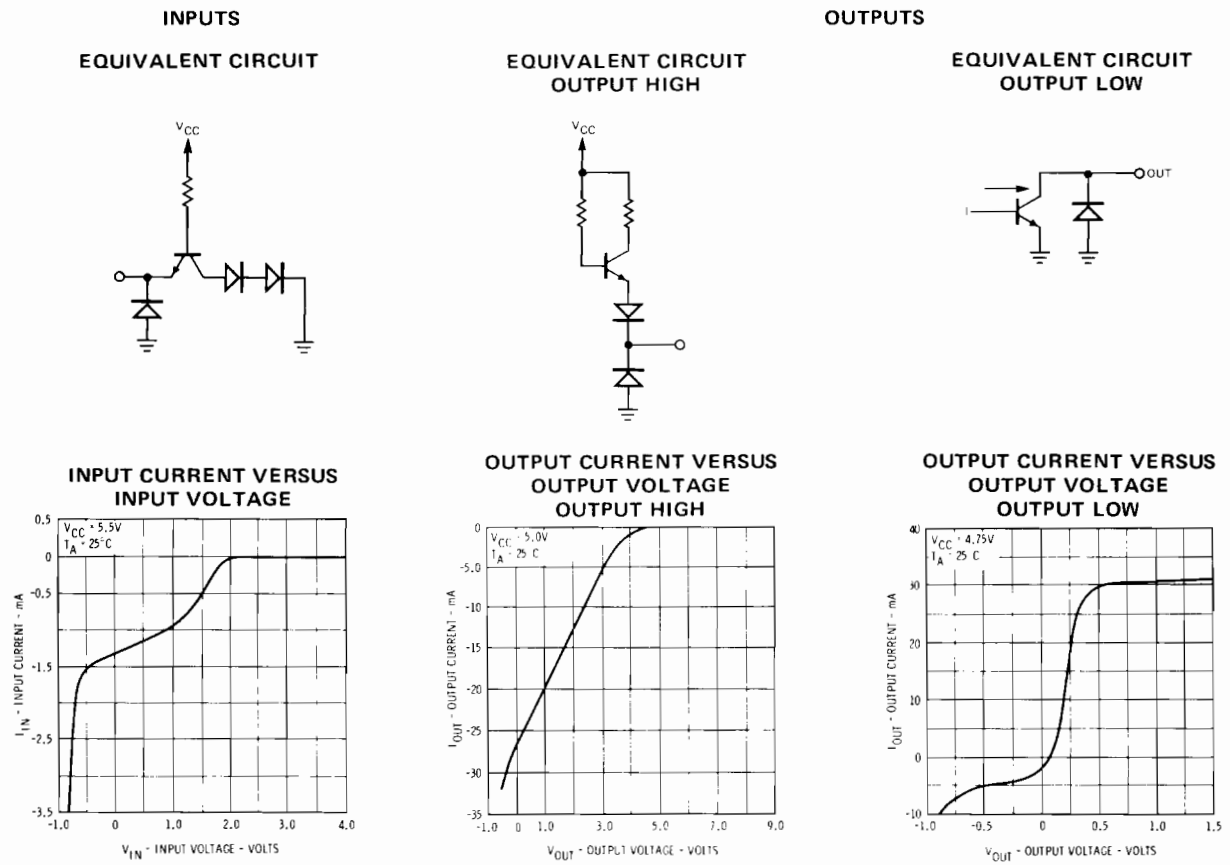 INPUTS
OUTPUTS
EQUIVALENT CIRCUIT
EQUIVALENT CIRCUIT
OUTPUT HIGH
EQUIVALENT CIRCUIT
OUTPUT LOW
VCC
VCC
I
OUT
INPUT CURRENT VERSUS
INPUT VOLTAGE
VCC = 5.5V
TA = 25°C
0.5
0
-0.5
-1.5
-2.5
-3.5
IIN - INPUT CURRENT - mA
-1.0 0 1.0 2.0 3.0 4.0
VIN - INPUT VOLTAGE - VOLTS
OUTPUT CURRENT VERSUS
OUTPUT VOLTAGE
OUTPUT HIGH
VCC = 5.0V
TA = 25 C
0
-5
-10
-15
-20
-25
-30
-35
IOUT - OUTPUT CURRENT - mA
-1.0 0 1.0 3.0 5.0 7.0 9.0
VOUT - OUTPUT VOLTAGE - VOLTS
OUTPUT CURRENT VERSUS
OUTPUT VOLTAGE
OUTPUT LOW
VCC = 4.75V
TA = 25 C
40
30
20
10
0
-10
IOUT - OUTPUT CURRENT - mA
-1.0 -0.5 0 0.5 1.0 1.5
VOUT - OUTPUT VOLTAGE - VOLTS